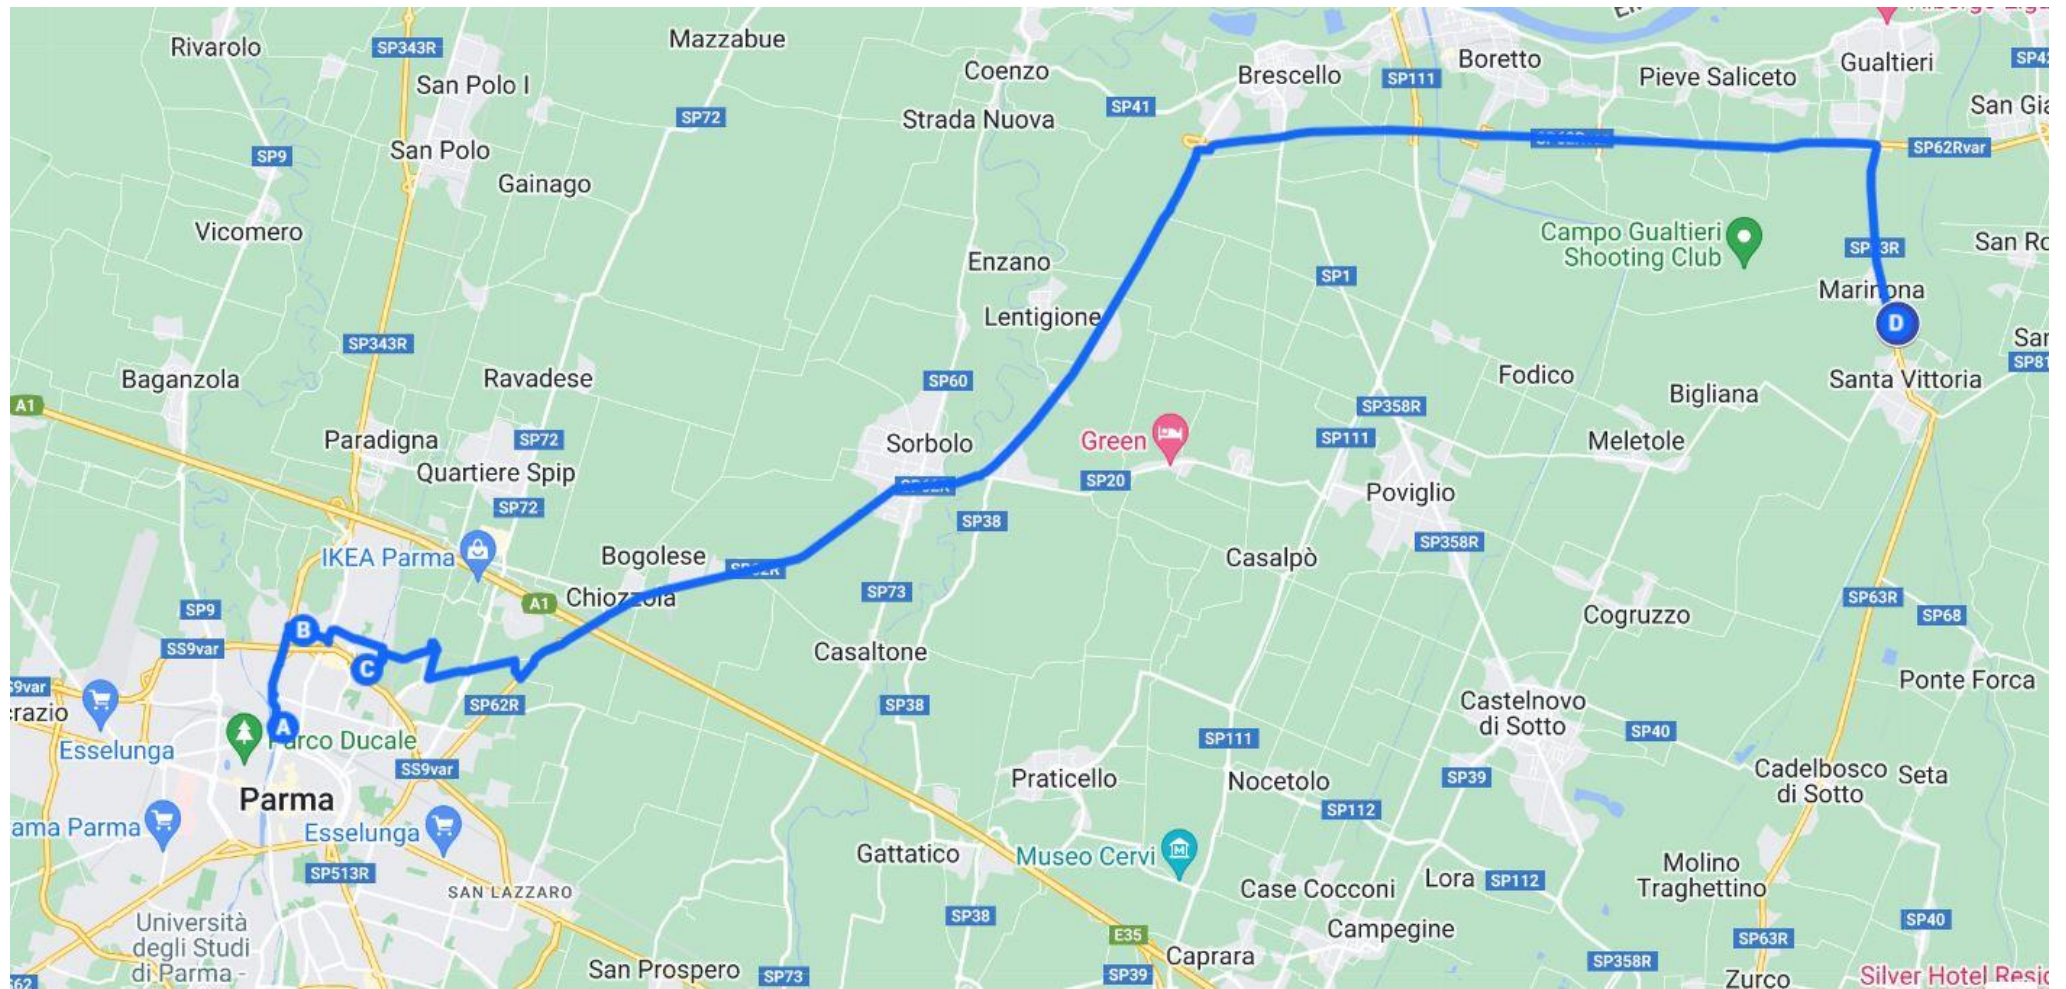 Rivarolo
SP343R
Mazzabue
San Polo I
Coenzo
Brescello
SP111
Boretto
Pieve Saliceto
Gualtieri
SP41
SP72
Strada Nuova
San Polo
SP9
Gainago
SP62Rvar
Vicomero
Campo Gualtieri
Shooting Club
Enzano
SP1
Marinona
Lentigione
D
SP343R
Baganzola
Ravadese
SP60
Fodico
Bigliana
Santa Vittoria
SP81
A1
SP358R
Paradigna
SP72
Sorbolo
Green
SP111
Meletole
Quartiere Spip
SP20
Poviglio
SP72
SP38
IKEA Parma
Bogolese
Casalpò
SP358R
SP9
A1
Chiozzola
SP73
SP63R
SP68
Cogruzzo
B
SS9var
C
Casaltone
Ponte Forca
SP62R
SP38
Castelnovo
di Sotto
A
Parco Ducale
Esselunga
SS9var
SP111
SP40
Praticello
Nocetolo
SP39
Cadelbosco
di Sotto
Seta
Parma
SP112
Esselunga
Gattatico
Museo Cervi
SP513R
SAN LAZZARO
Case Cocconi
Lora
SP112
Molino
Traghettino
Università
degli Studi
di Parma -
SP38
E35
Campegine
SP40
SP63R
San Prospero
SP73
Caprara
SP39
SP358R
Zurco
Silver Hotel